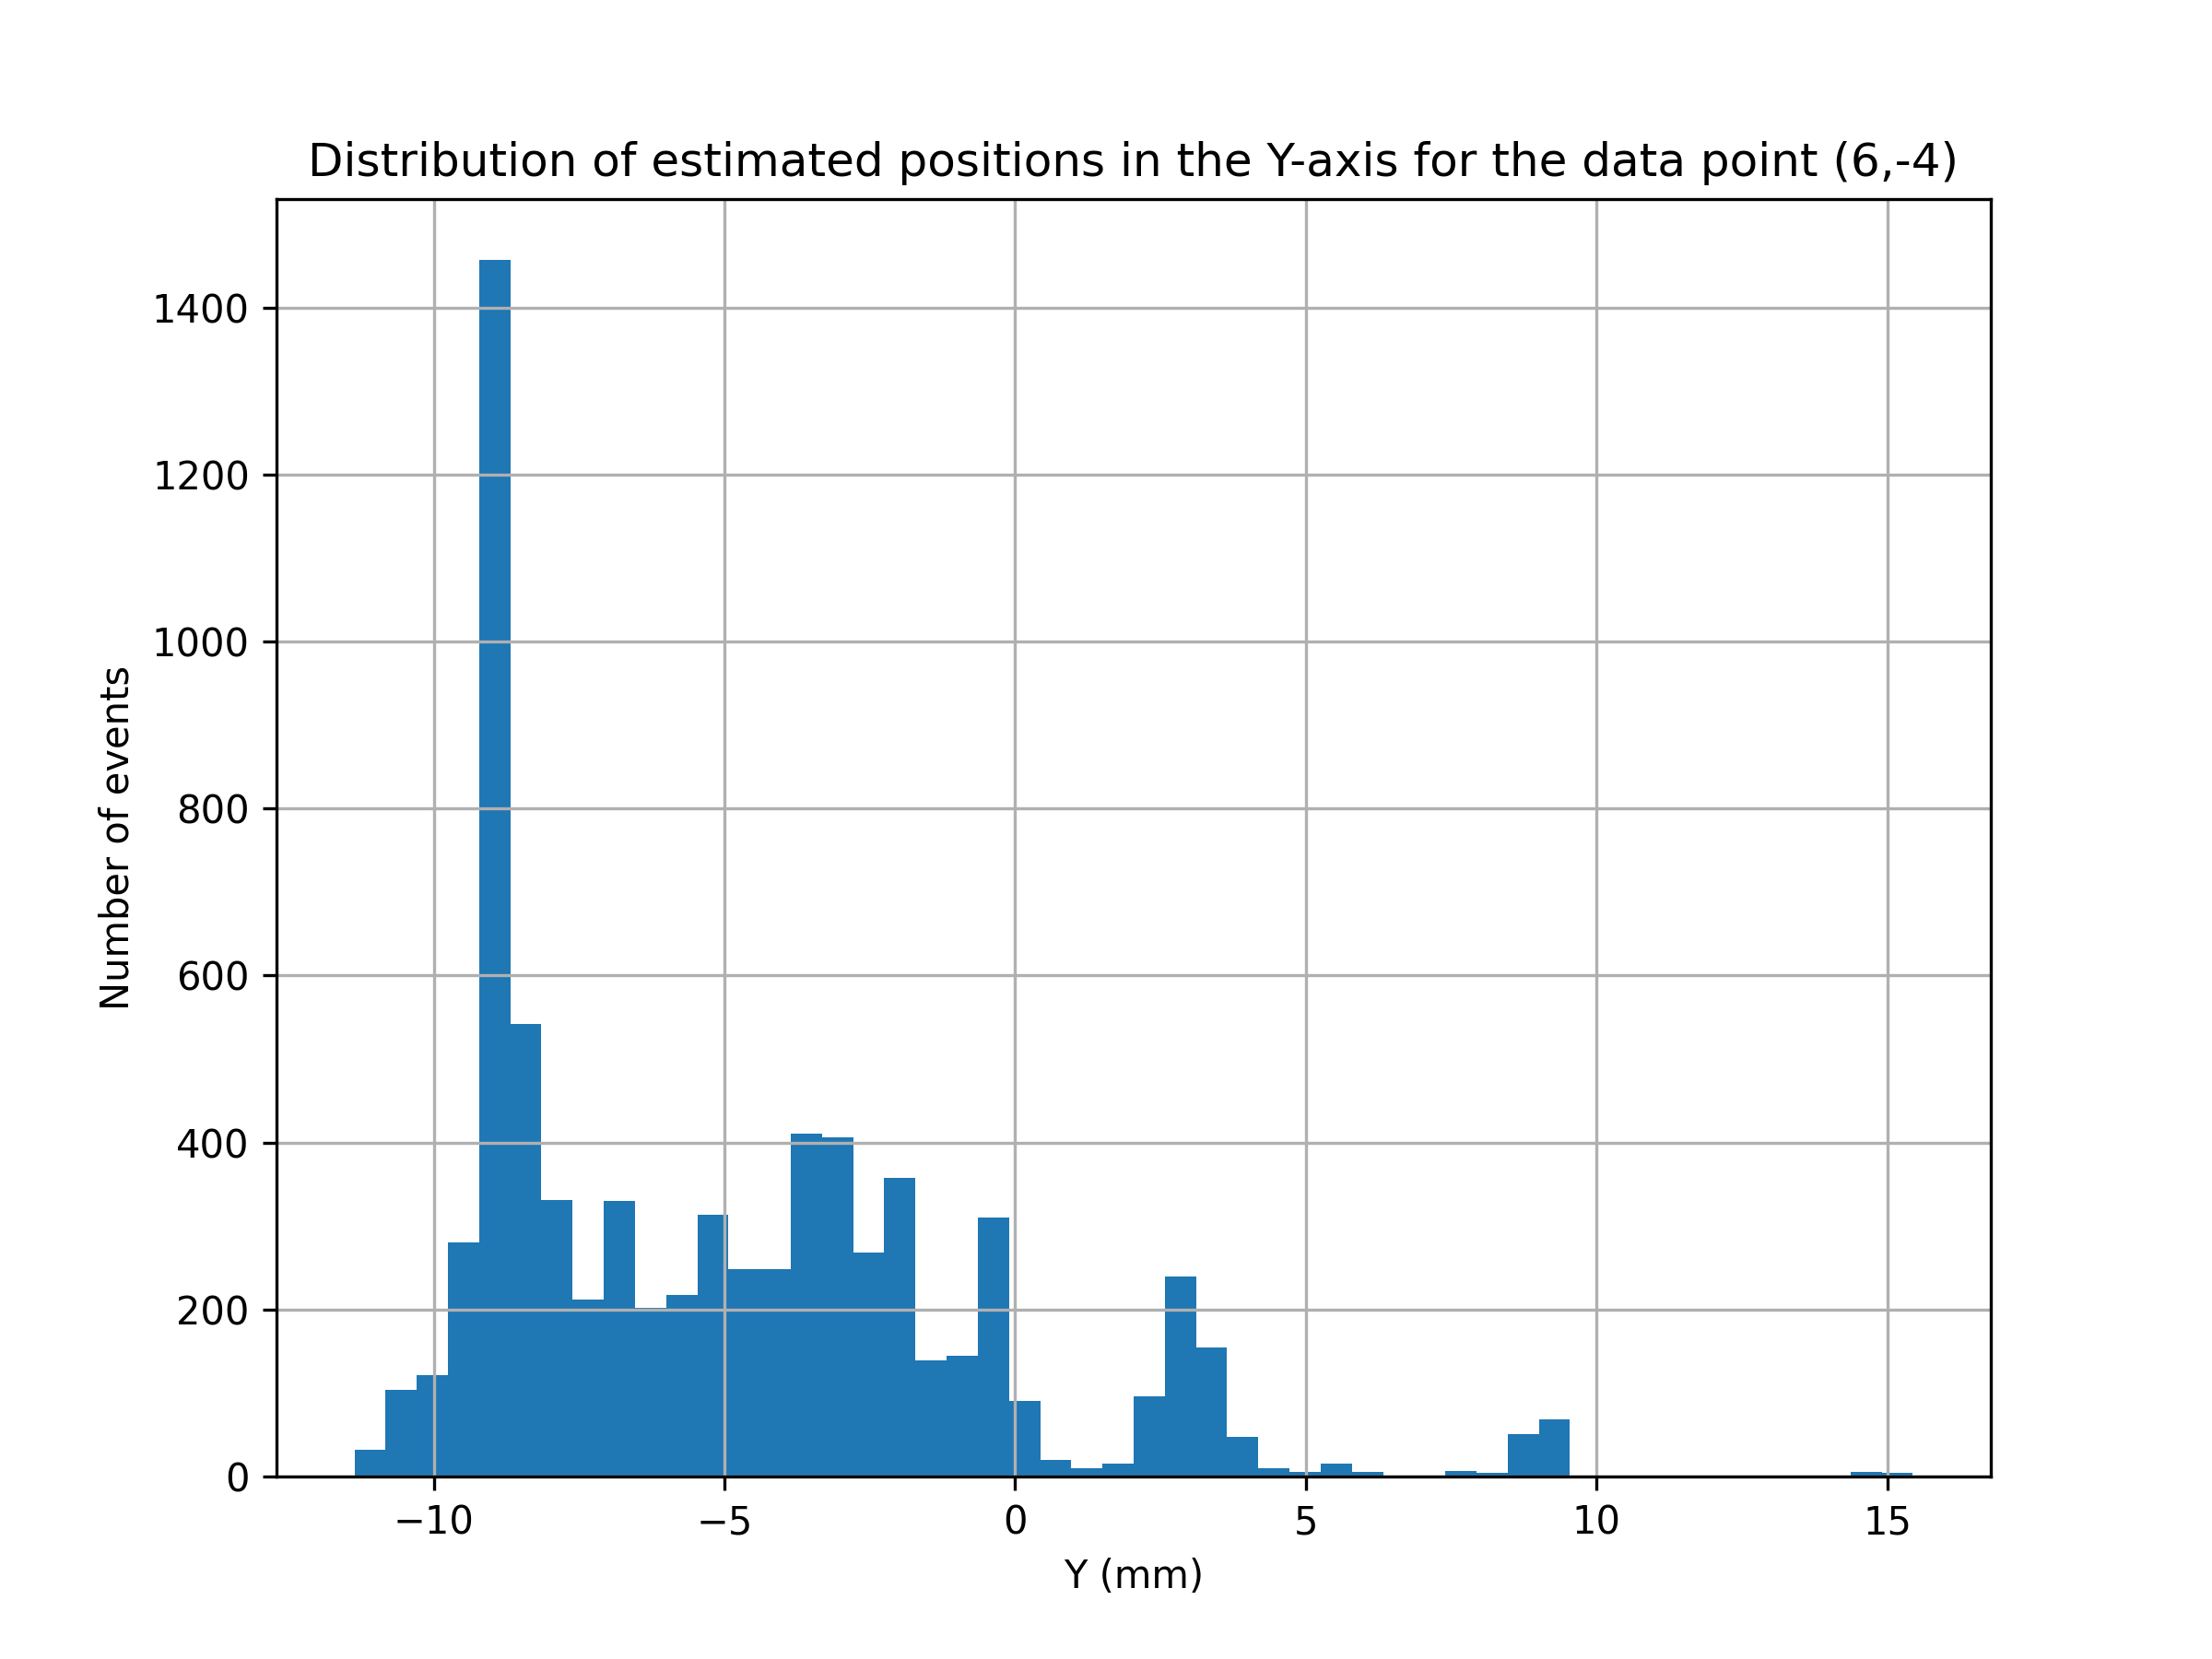 Distribution of estimated positions in the Y-axis for the data point (6,-4)
1400
1200
1000
800
600
400
200
0
Number of events
−10 −5 0 5 10 15
Y (mm)